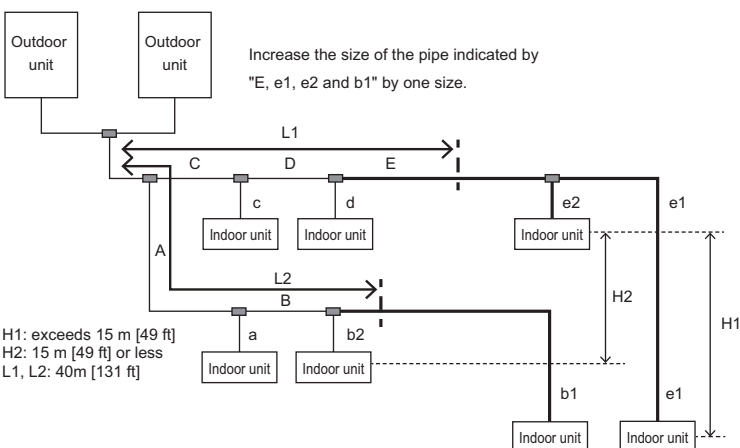 Outdoor
unit
Outdoor
unit
Increase the size of the pipe indicated by
"E, e1, e2 and b1" by one size.
L1
C
D
E
c
d
e2
e1
Indoor unit
Indoor unit
Indoor unit
A
L2
B
H2
H1
H1: exceeds 15 m [49 ft]
H2: 15 m [49 ft] or less
L1, L2: 40m [131 ft]
a
b2
Indoor unit
Indoor unit
b1
e1
Indoor unit
Indoor unit